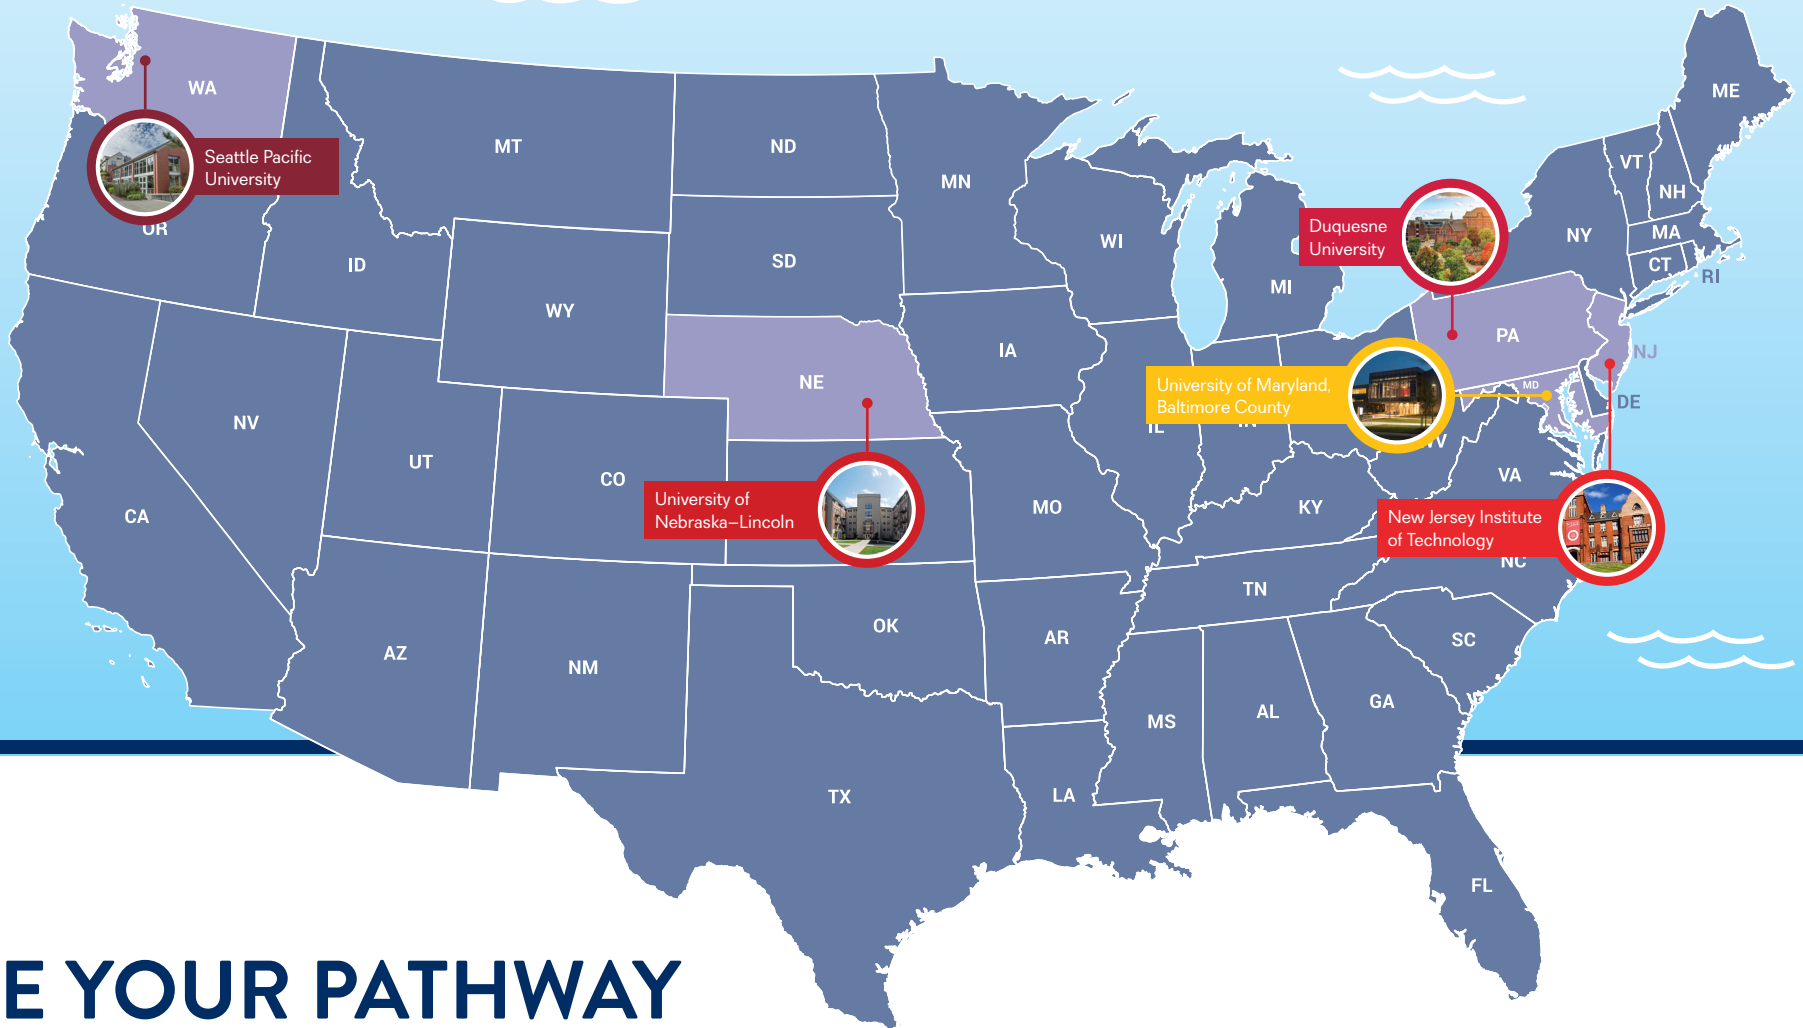 WA
Seattle Pacific
University
OR
MT
ID
WY
ND
SD
NE
MN
WI
IA
MI
ME
VT
NH
NY
MA
CT
RI
Duquesne
University
PA
NJ
MD
DE
University of Maryland,
Baltimore County
NV
UT
CO
CA
University of
Nebraska–Lincoln
MO
IL
IN
WV
VA
KY
New Jersey Institute
of Technology
NC
TN
AZ
NM
OK
AR
SC
MS
AL
GA
TX
LA
FL
E YOUR PATHWAY